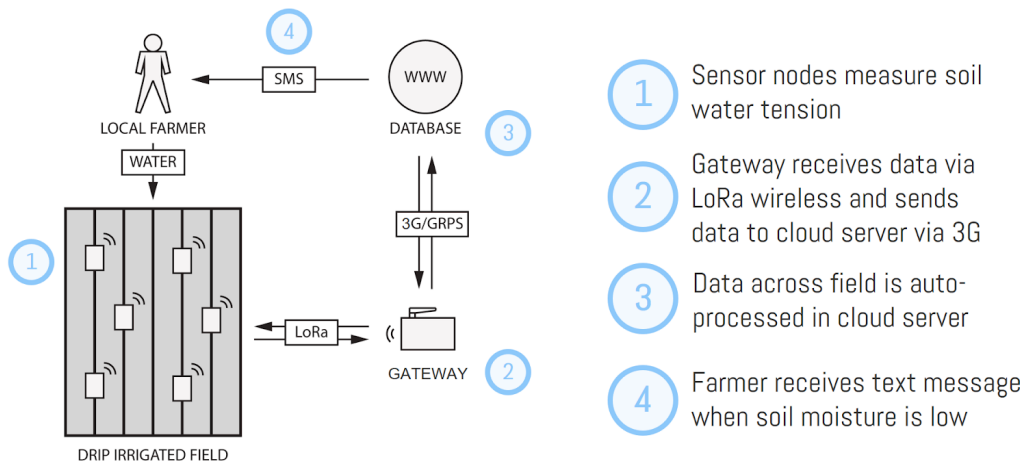 4
SMS
WWW
LOCAL FARMER
DATABASE
3
WATER
3G/GRPS
1
LoRa
GATEWAY
2
DRIP IRRIGATED FIELD
1
Sensor nodes measure soil
water tension
2
Gateway receives data via
LoRa wireless and sends
data to cloud server via 3G
3
Data across field is auto-
processed in cloud server
4
Farmer receives text message
when soil moisture is low